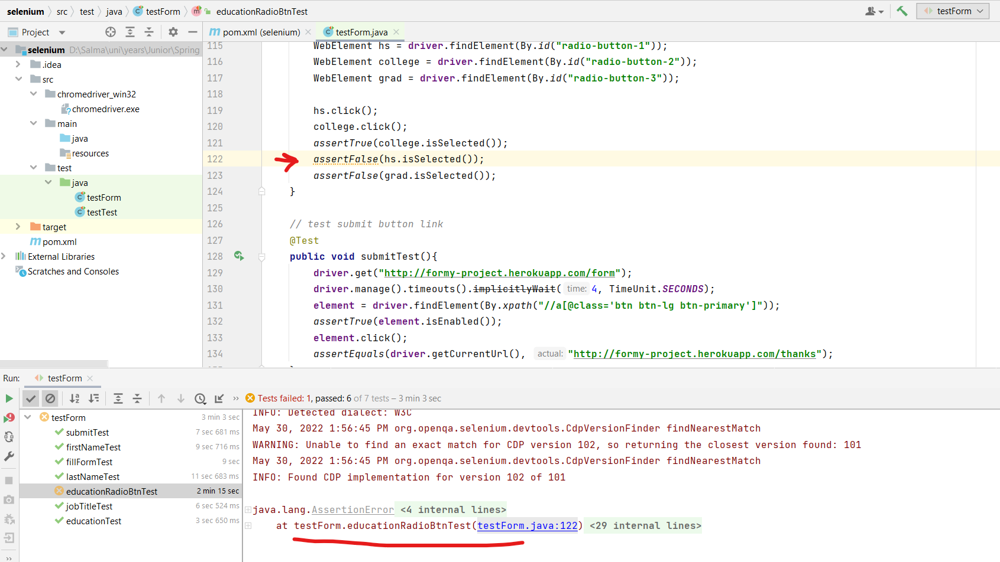 selenium src test java testForm educationRadioBtnTest testForm
Project pom.xml (selenium) testForm.java
selenium D:\Salma\uni\years\Junior\Spring
.idea
src
chromedriver_win32
chromedriver.exe
main
java
resources
test
java
testForm
testTest
target
pom.xml
External Libraries
Scratches and Consoles
115 WebElement hs = driver.findElement(By.id("radio-button-1"));
116 WebElement college = driver.findElement(By.id("radio-button-2"));
117 WebElement grad = driver.findElement(By.id("radio-button-3"));
118
119 hs.click();
120 college.click();
121 assertTrue(college.isSelected());
122 assertFalse(hs.isSelected());
123 assertFalse(grad.isSelected());
124 }
125
126 // test submit button link
127 @Test
128 public void submitTest(){
129 driver.get("http://formy-project.herokuapp.com/form");
130 driver.manage().timeouts().implicitlyWait( time: 4, TimeUnit.SECONDS);
131 element = driver.findElement(By.xpath("//a[@class='btn btn-lg btn-primary']"));
132 assertTrue(element.isEnabled());
133 element.click();
134 assertEquals(driver.getCurrentUrl(), actual: "http://formy-project.herokuapp.com/thanks");
Run: testForm
Tests failed: 1, passed: 6 of 7 tests – 3 min 3 sec
testForm 3 min 3 sec
submitTest 7 sec 681 ms
firstNameTest 9 sec 716 ms
fillFormTest 9 sec
lastNameTest 11 sec 683 ms
educationRadioBtnTest 2 min 15 sec
jobTitleTest 6 sec 524 ms
educationTest 3 sec 650 ms
INFO: Detected dialect: W3C
May 30, 2022 1:56:45 PM org.openqa.selenium.devtools.CdpVersionFinder findNearestMatch
WARNING: Unable to find an exact match for CDP version 102, so returning the closest version found: 101
May 30, 2022 1:56:45 PM org.openqa.selenium.devtools.CdpVersionFinder findNearestMatch
INFO: Found CDP implementation for version 102 of 101
java.lang.AssertionError <4 internal lines>
at testForm.educationRadioBtnTest(testForm.java:122) <29 internal lines>